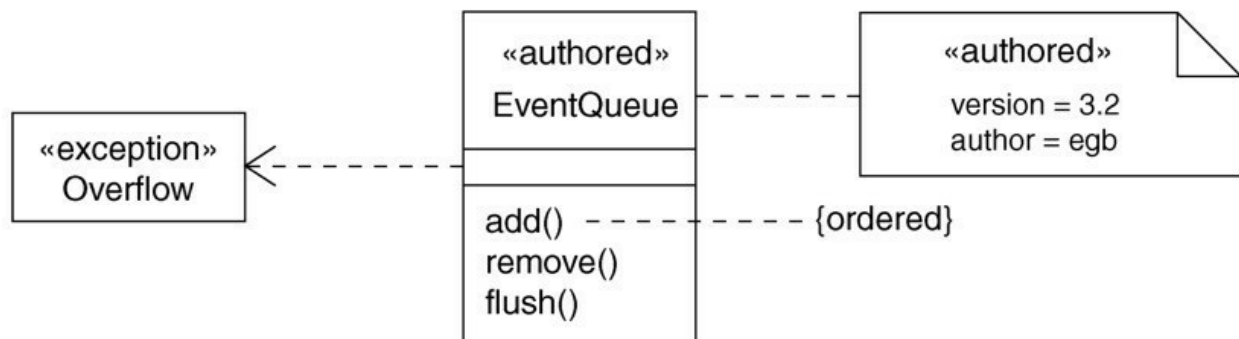 «exception»
Overflow
«authored»
EventQueue
add()
remove()
flush()
{ordered}
«authored»
version = 3.2
author = egb